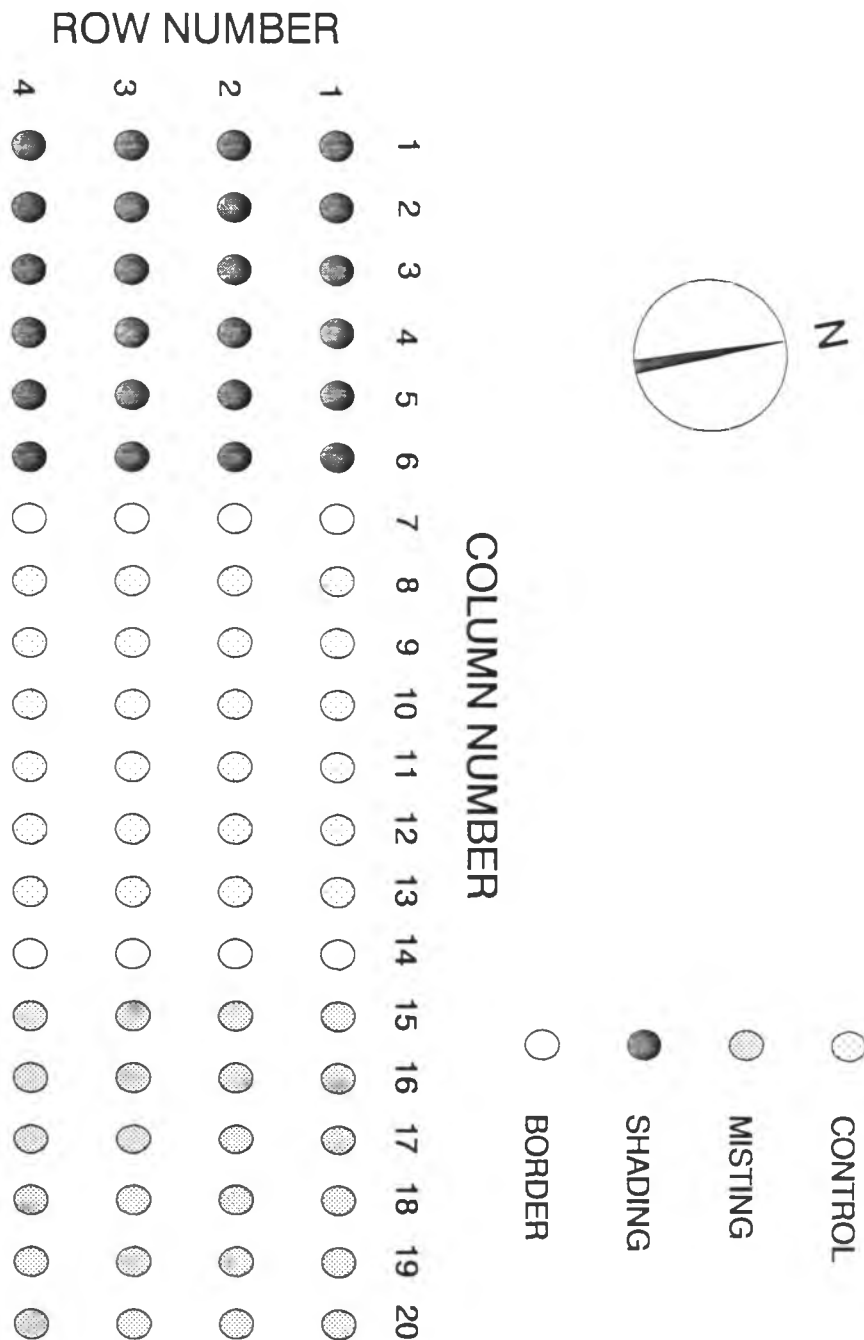 N
CONTROL
MISTING
SHADING
BORDER
COLUMN NUMBER
1 2 3 4 5 6 7 8 9 10 11 12 13 14 15 16 17 18 19 20
1
2
3
4
ROW NUMBER